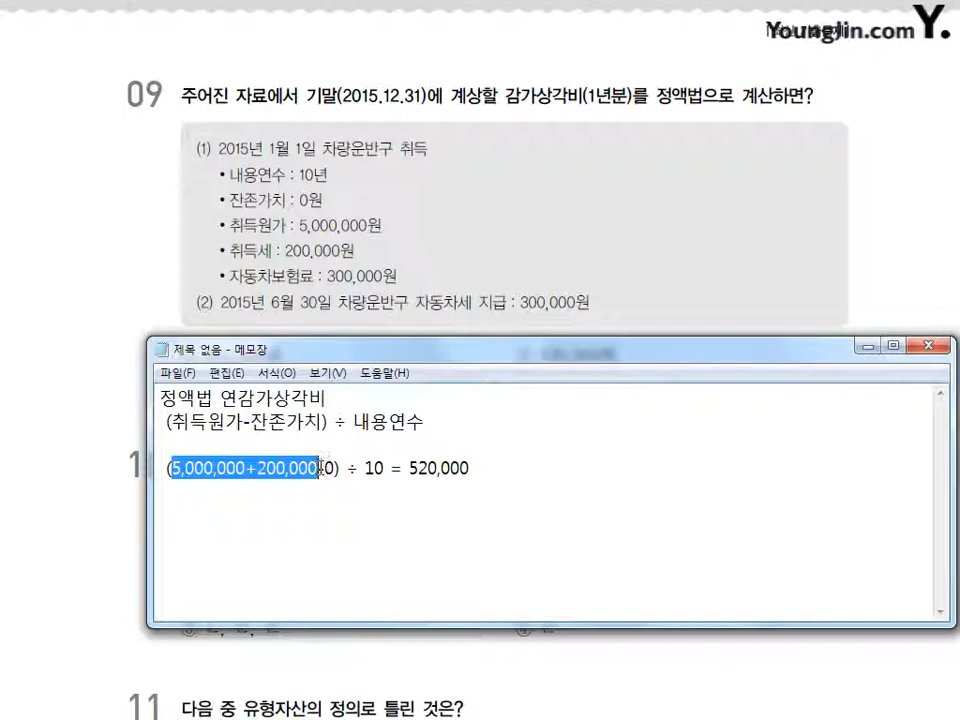 Youngjin.com Y.
09 주어진 자료에서 기말(2015.12.31)에 계상할 감가상각비(1년분)를 정액법으로 계산하면?
(1) 2015년 1월 1일 차량운반구 취득
• 내용연수 : 10년
• 잔존가치 : 0원
• 취득원가 : 5,000,000원
• 취득세 : 200,000원
• 자동차보험료 : 300,000원
(2) 2015년 6월 30일 차량운반구 자동차세 지급 : 300,000원
제목 없음 - 메모장
파일(F) 편집(E) 서식(O) 보기(V) 도움말(H)
정액법 연감가상각비
(취득원가-잔존가치) ÷ 내용연수
(5,000,000+200,000-0) ÷ 10 = 520,000
11 다음 중 유형자산의 정의로 틀린 것은?